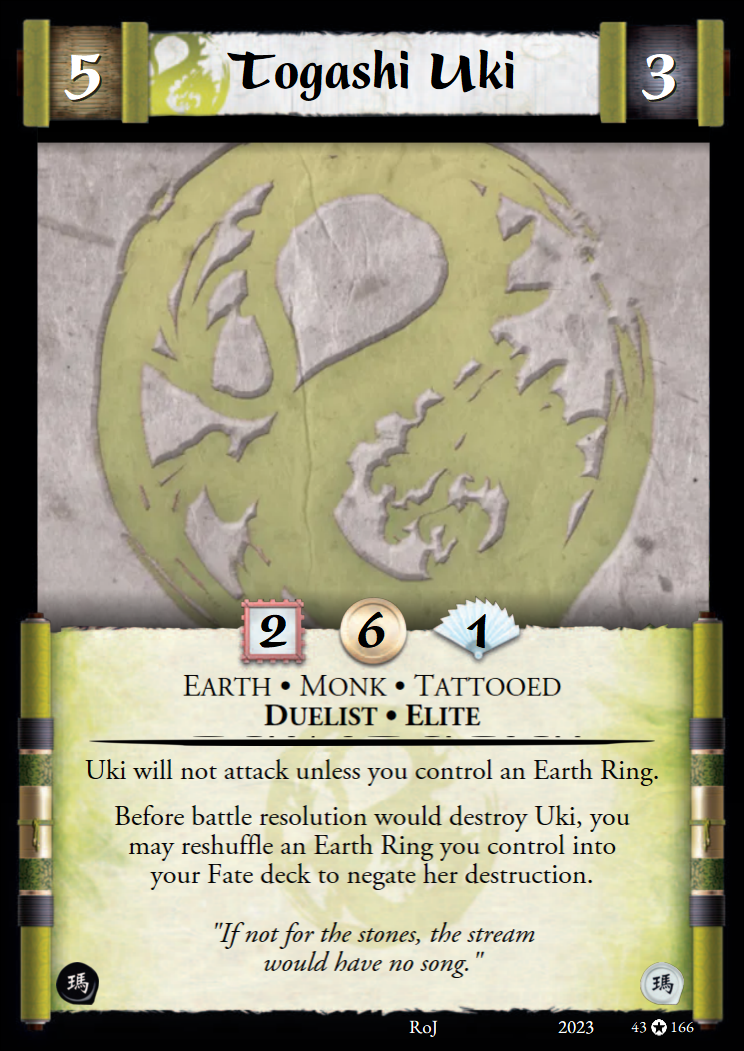 5 Togashi Uki 3
2 6 1
EARTH • MONK • TATTOOED
DUELIST • ELITE
Uki will not attack unless you control an Earth Ring.
Before battle resolution would destroy Uki, you
may reshuffle an Earth Ring you control into
your Fate deck to negate her destruction.
"If not for the stones, the stream
would have no song."
瑪 瑪
RoJ 2023 43 ✪ 166